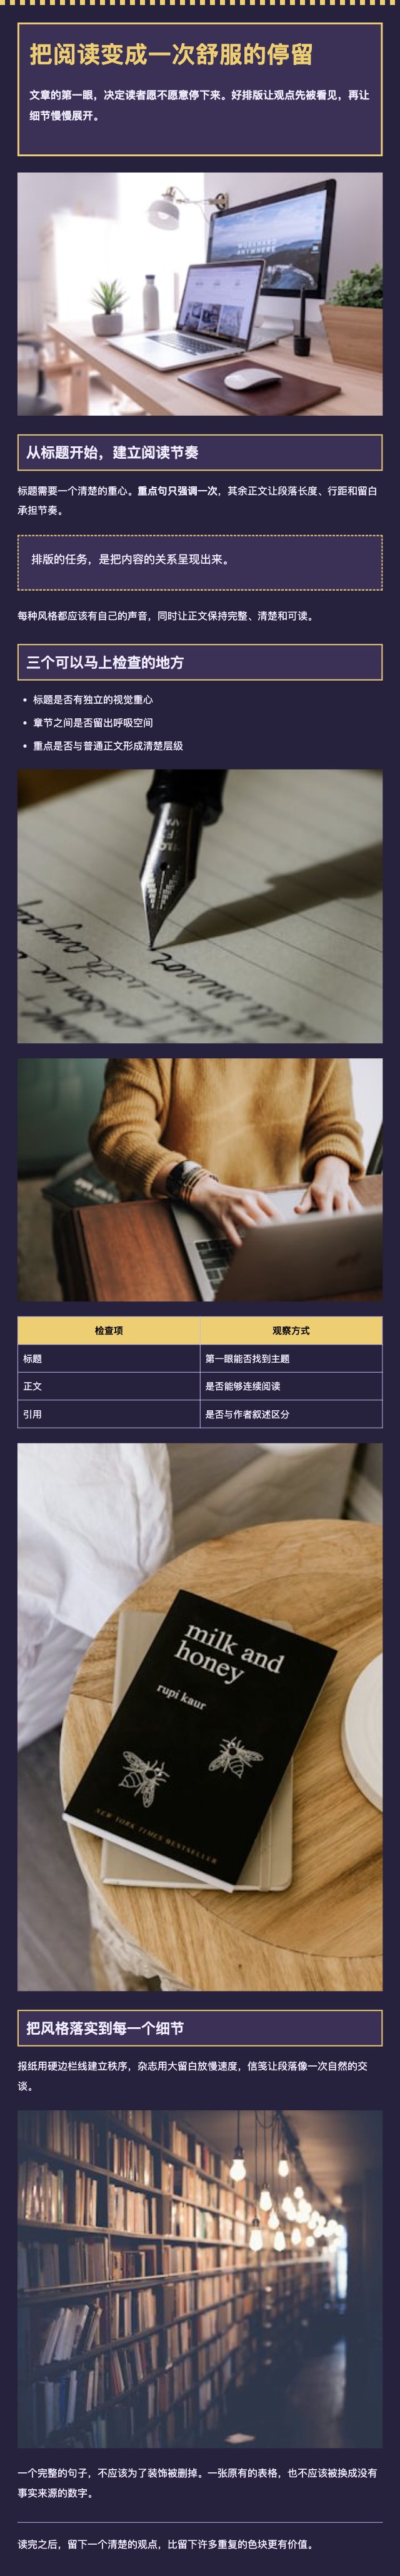 把阅读变成一次舒服的停留
文章的第一眼，决定读者愿不愿意停下来。好排版让观点先被看见，再让
细节慢慢展开。
从标题开始，建立阅读节奏
标题需要一个清楚的重心。重点句只强调一次，其余正文让段落长度、行距和留白
承担节奏。
排版的任务，是把内容的关系呈现出来。
每种风格都应该有自己的声音，同时让正文保持完整、清楚和可读。
三个可以马上检查的地方
• 标题是否有独立的视觉重心
• 章节之间是否留出呼吸空间
• 重点是否与普通正文形成清楚层级
检查项 观察方式
标题 第一眼能否找到主题
正文 是否能够连续阅读
引用 是否与作者叙述区分
milk and
honey
rupi kaur
NEW YORK TIMES BESTSELLER
把风格落实到每一个细节
报纸用硬边栏线建立秩序，杂志用大留白放慢速度，信笺让段落像一次自然的交
谈。
一个完整的句子，不应该为了装饰被删掉。一张原有的表格，也不应该被换成没有
事实来源的数字。
读完之后，留下一个清楚的观点，比留下许多重复的色块更有价值。